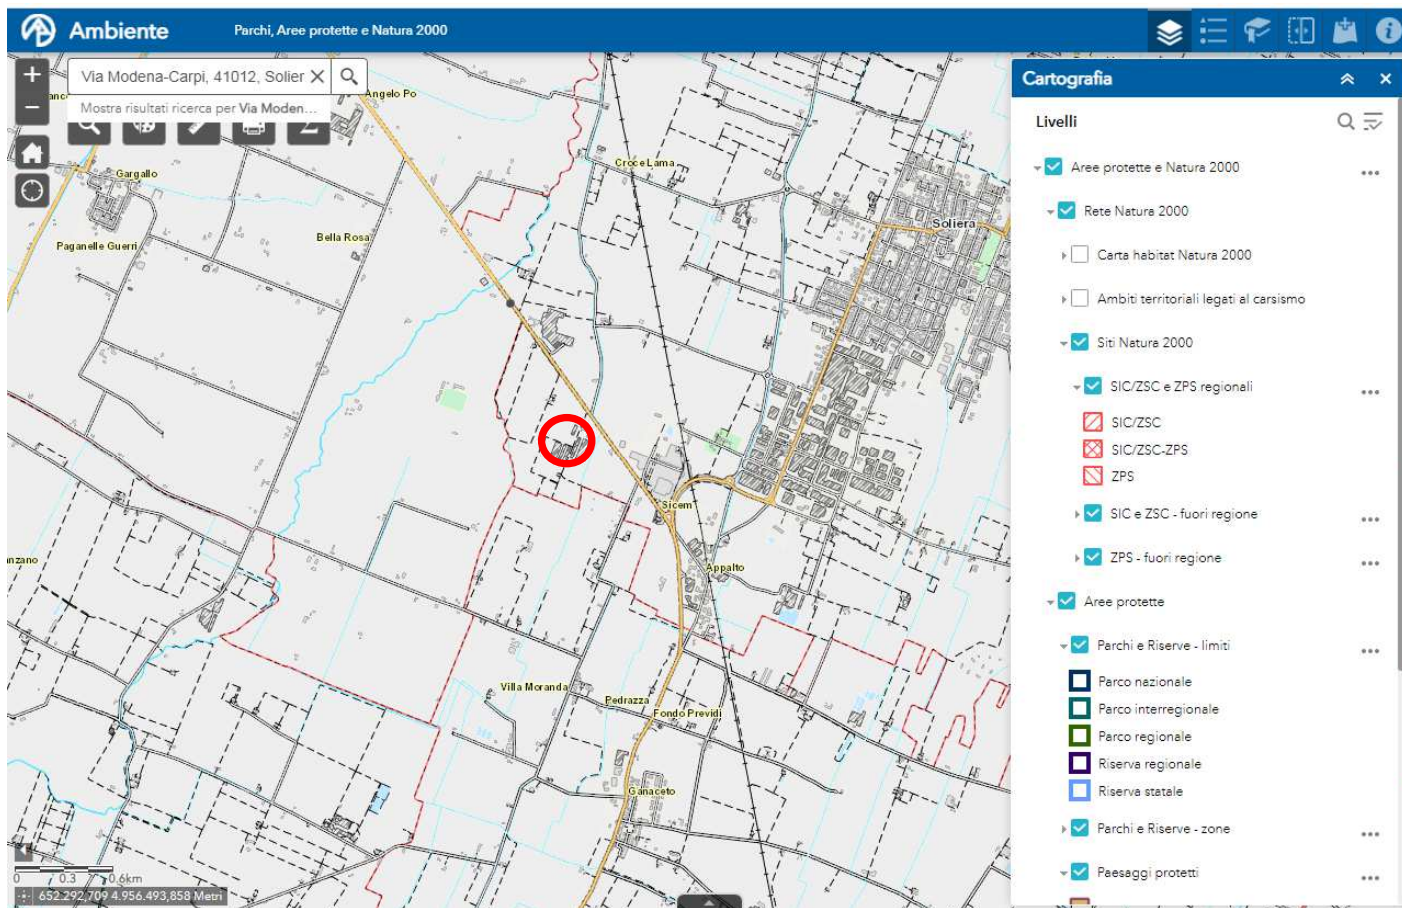 Ambiente
Parchi, Aree protette e Natura 2000
Via Modena-Carpi, 41012, Solier
Mostra risultati ricerca per Via Moden...
Angelo Po
Gargallo
Croce Lama
Soliera
Bella Rosa
Paganelle Guerri
Sicem
Appalto
nzano
Villa Moranda
Pedrazza
Fondo Previdi
Ganaceto
0 0.3 0.6km
652.292,709 4.956.493,858 Metri
Cartografia
Livelli
Aree protette e Natura 2000
Rete Natura 2000
Carta habitat Natura 2000
Ambiti territoriali legati al carsismo
Siti Natura 2000
SIC/ZSC e ZPS regionali
SIC/ZSC
SIC/ZSC-ZPS
ZPS
SIC e ZSC - fuori regione
ZPS - fuori regione
Aree protette
Parchi e Riserve - limiti
Parco nazionale
Parco interregionale
Parco regionale
Riserva regionale
Riserva statale
Parchi e Riserve - zone
Paesaggi protetti